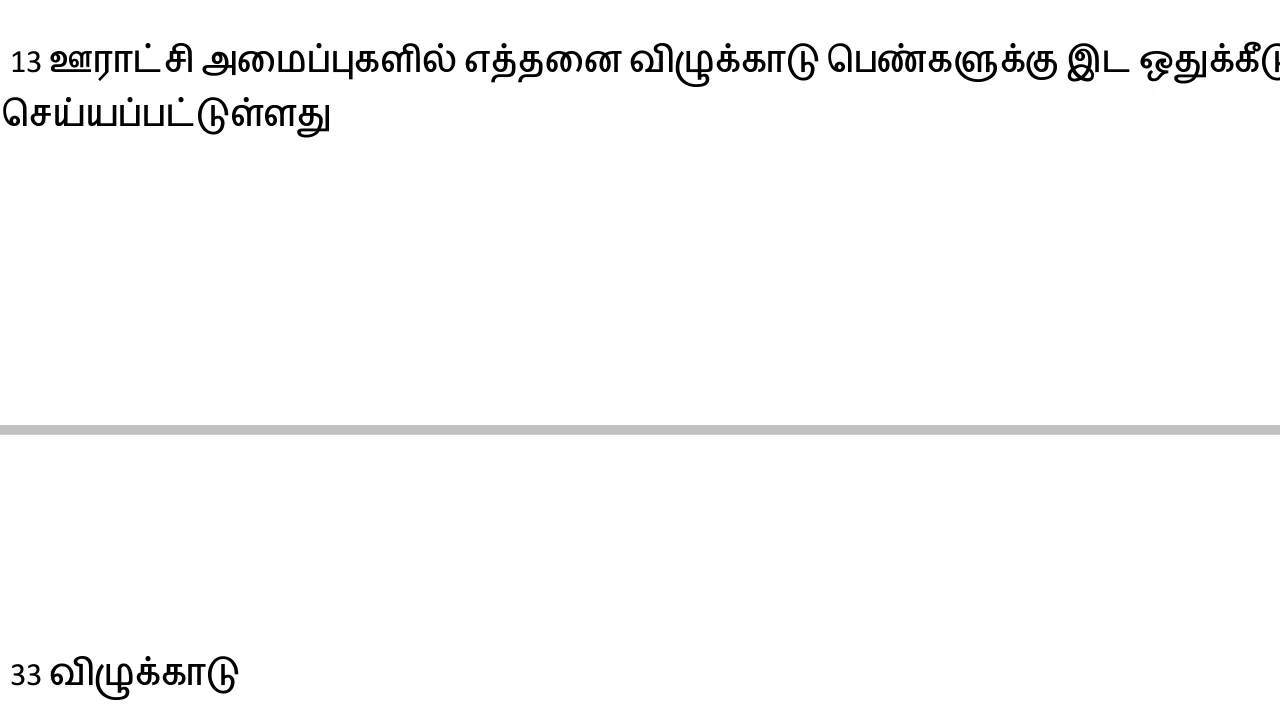 13 ஊராட்சி அமைப்புகளில் எத்தனை விழுக்காடு பெண்களுக்கு இட ஒதுக்கீடு
செய்யப்பட்டுள்ளது
33 விழுக்காடு